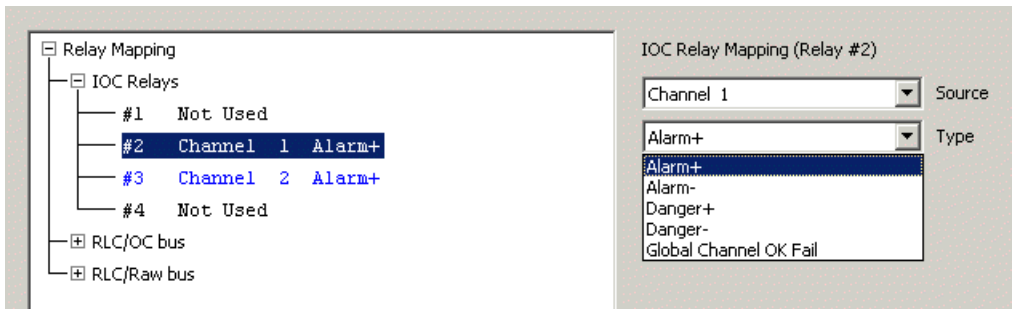 Relay Mapping
IOC Relays
#1 Not Used
#2 Channel 1 Alarm+
#3 Channel 2 Alarm+
#4 Not Used
RLC/OC bus
RLC/Raw bus
IOC Relay Mapping (Relay #2)
Channel 1 Source
Alarm+ Type
Alarm+
Alarm-
Danger+
Danger-
Global Channel OK Fail